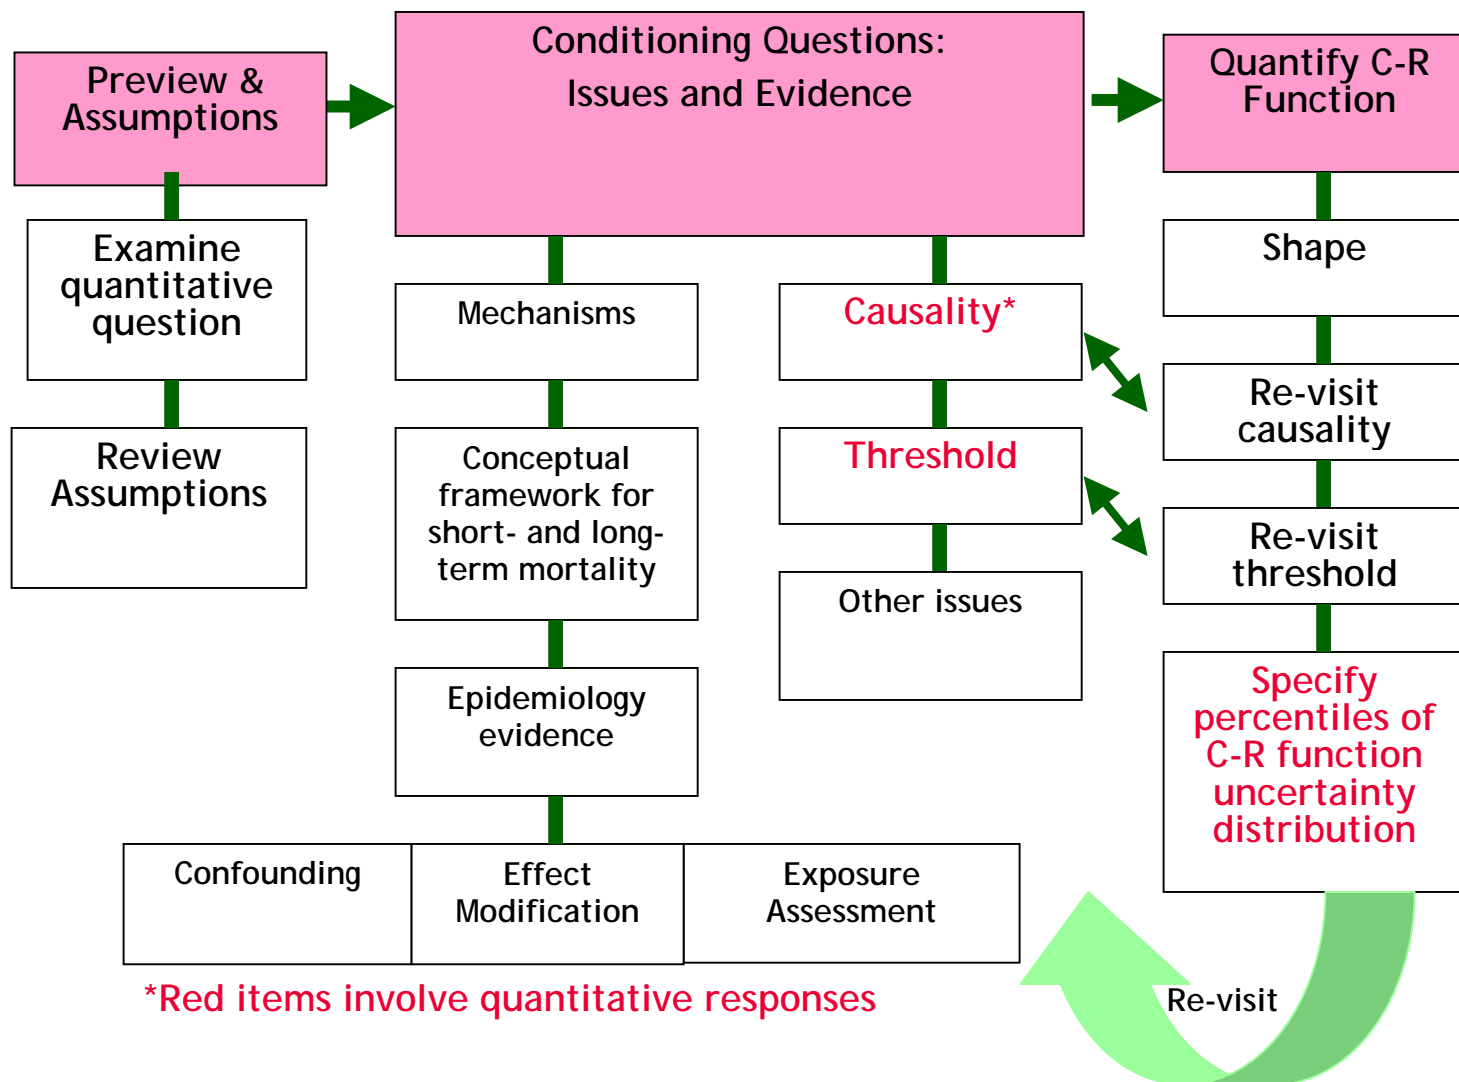 Preview &
Assumptions
Conditioning Questions:
Issues and Evidence
Quantify C-R
Function
Examine
quantitative
question
Review
Assumptions
Mechanisms
Conceptual
framework for
short- and long-
term mortality
Epidemiology
evidence
Confounding
Effect
Modification
Exposure
Assessment
Causality*
Threshold
Other issues
Shape
Re-visit
causality
Re-visit
threshold
Specify
percentiles of
C-R function
uncertainty
distribution
*Red items involve quantitative responses
Re-visit